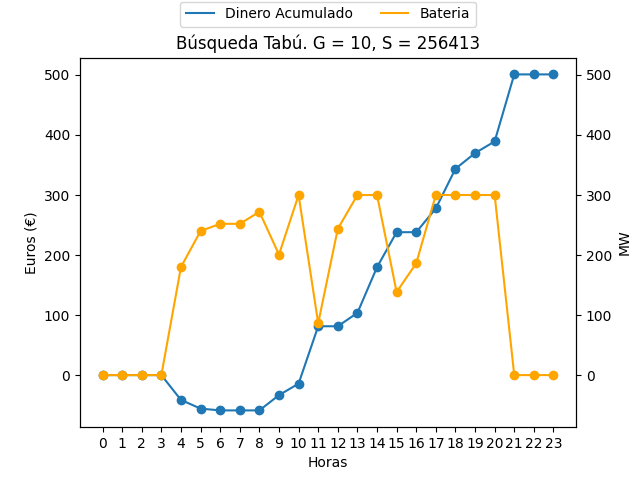 Dinero Acumulado Bateria
Búsqueda Tabú. G = 10, S = 256413
500 500
400 400
300 300
200 200
100 100
0 0
Euros (€)
MW
0 1 2 3 4 5 6 7 8 9 10 11 12 13 14 15 16 17 18 19 20 21 22 23
Horas